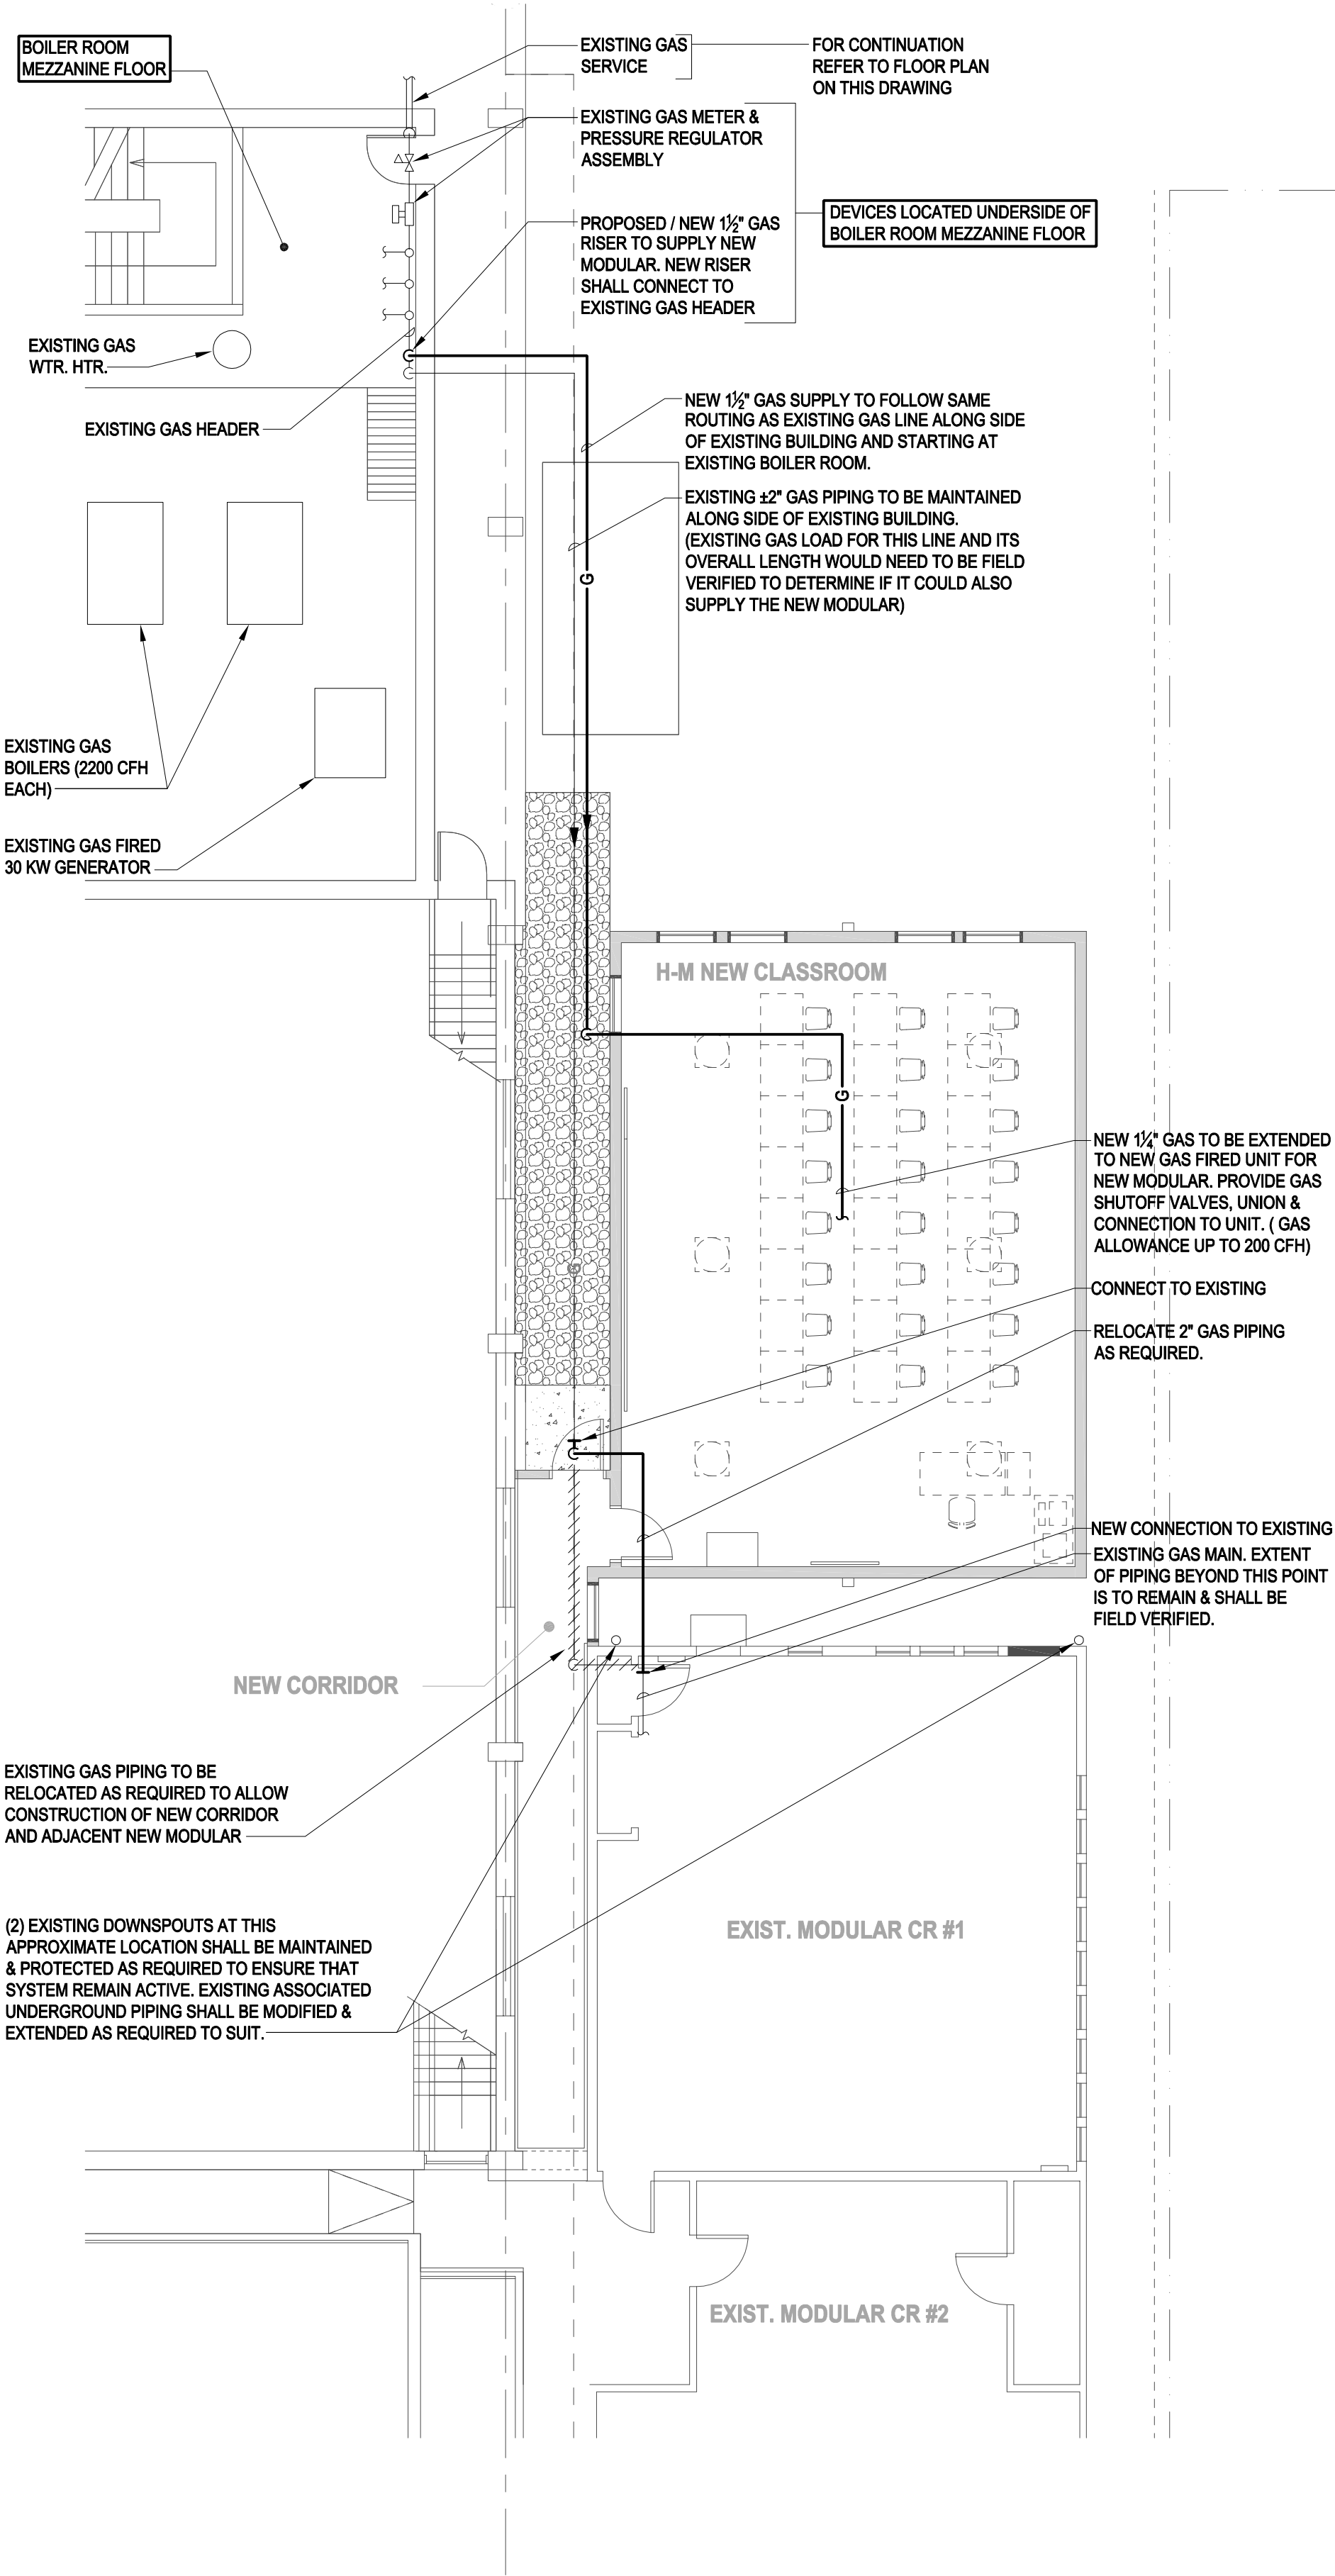 BOILER ROOM
MEZZANINE FLOOR
EXISTING GAS
SERVICE
FOR CONTINUATION
REFER TO FLOOR PLAN
ON THIS DRAWING
EXISTING GAS METER &
PRESSURE REGULATOR
ASSEMBLY
PROPOSED / NEW 1½" GAS
RISER TO SUPPLY NEW
MODULAR. NEW RISER
SHALL CONNECT TO
EXISTING GAS HEADER
DEVICES LOCATED UNDERSIDE OF
BOILER ROOM MEZZANINE FLOOR
EXISTING GAS
WTR. HTR.
EXISTING GAS HEADER
NEW 1½" GAS SUPPLY TO FOLLOW SAME
ROUTING AS EXISTING GAS LINE ALONG SIDE
OF EXISTING BUILDING AND STARTING AT
EXISTING BOILER ROOM.
EXISTING ±2" GAS PIPING TO BE MAINTAINED
ALONG SIDE OF EXISTING BUILDING.
(EXISTING GAS LOAD FOR THIS LINE AND ITS
OVERALL LENGTH WOULD NEED TO BE FIELD
VERIFIED TO DETERMINE IF IT COULD ALSO
SUPPLY THE NEW MODULAR)
G
EXISTING GAS
BOILERS (2200 CFH
EACH)
EXISTING GAS FIRED
30 KW GENERATOR
H-M NEW CLASSROOM
G
NEW 1¼" GAS TO BE EXTENDED
TO NEW GAS FIRED UNIT FOR
NEW MODULAR. PROVIDE GAS
SHUTOFF VALVES, UNION &
CONNECTION TO UNIT. ( GAS
ALLOWANCE UP TO 200 CFH)
CONNECT TO EXISTING
RELOCATE 2" GAS PIPING
AS REQUIRED.
NEW CONNECTION TO EXISTING
EXISTING GAS MAIN. EXTENT
OF PIPING BEYOND THIS POINT
IS TO REMAIN & SHALL BE
FIELD VERIFIED.
NEW CORRIDOR
EXISTING GAS PIPING TO BE
RELOCATED AS REQUIRED TO ALLOW
CONSTRUCTION OF NEW CORRIDOR
AND ADJACENT NEW MODULAR
(2) EXISTING DOWNSPOUTS AT THIS
APPROXIMATE LOCATION SHALL BE MAINTAINED
& PROTECTED AS REQUIRED TO ENSURE THAT
SYSTEM REMAIN ACTIVE. EXISTING ASSOCIATED
UNDERGROUND PIPING SHALL BE MODIFIED &
EXTENDED AS REQUIRED TO SUIT.
EXIST. MODULAR CR #1
EXIST. MODULAR CR #2